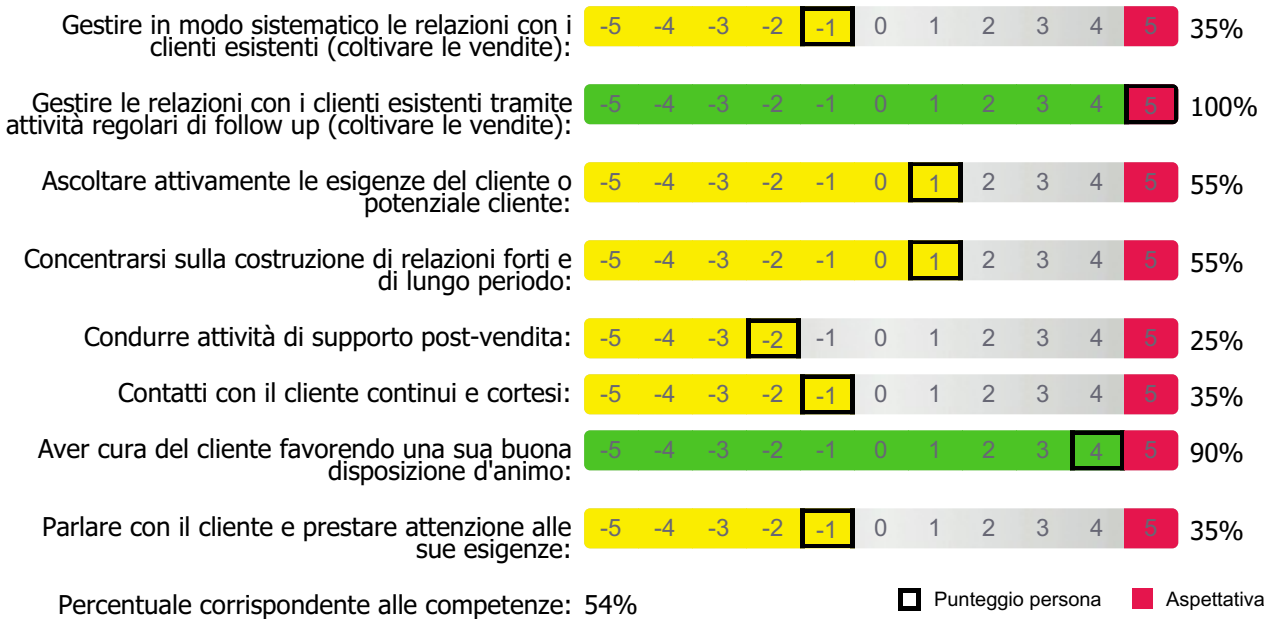 Gestire in modo sistematico le relazioni con i
clienti esistenti (coltivare le vendite):
-5 -4 -3 -2 -1 0 1 2 3 4 5 35%
Gestire le relazioni con i clienti esistenti tramite
attività regolari di follow up (coltivare le vendite):
-5 -4 -3 -2 -1 0 1 2 3 4 5 100%
Ascoltare attivamente le esigenze del cliente o
potenziale cliente:
-5 -4 -3 -2 -1 0 1 2 3 4 5 55%
Concentrarsi sulla costruzione di relazioni forti e
di lungo periodo:
-5 -4 -3 -2 -1 0 1 2 3 4 5 55%
Condurre attività di supporto post-vendita: -5 -4 -3 -2 -1 0 1 2 3 4 5 25%
Contatti con il cliente continui e cortesi: -5 -4 -3 -2 -1 0 1 2 3 4 5 35%
Aver cura del cliente favorendo una sua buona
disposizione d'animo:
-5 -4 -3 -2 -1 0 1 2 3 4 5 90%
Parlare con il cliente e prestare attenzione alle
sue esigenze:
-5 -4 -3 -2 -1 0 1 2 3 4 5 35%
Percentuale corrispondente alle competenze: 54% Punteggio persona Aspettativa